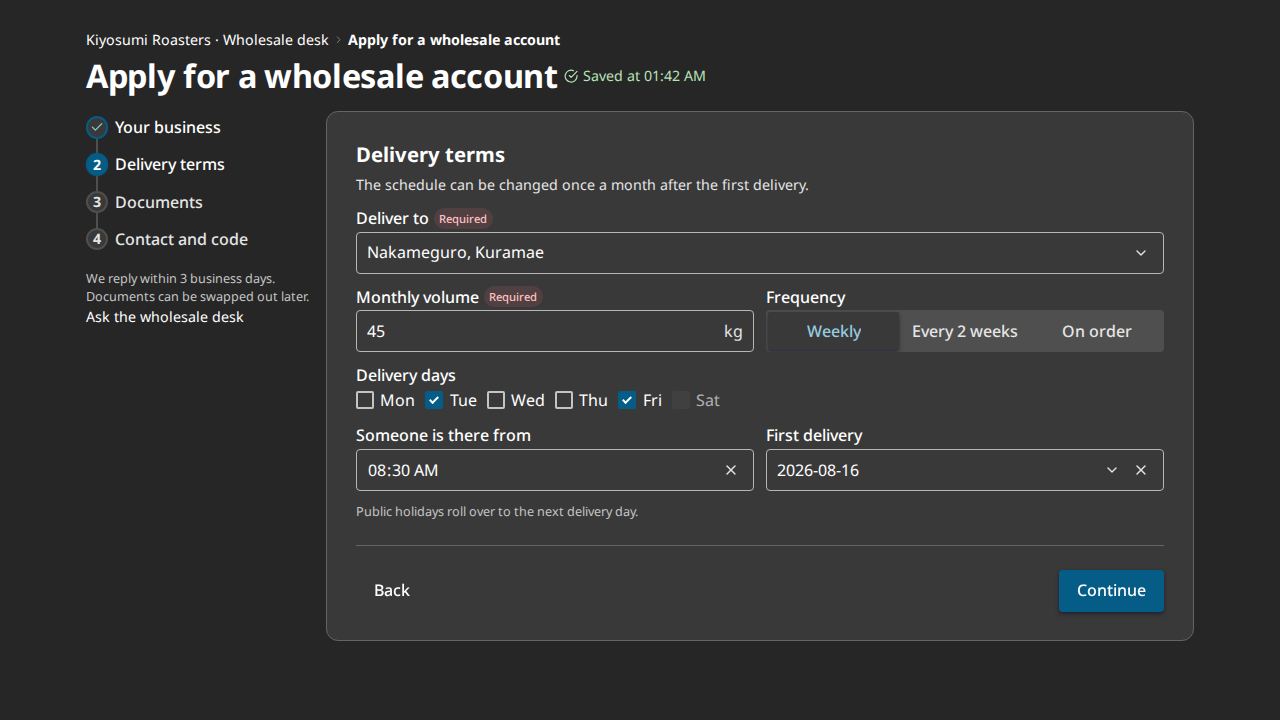 Kiyosumi Roasters · Wholesale desk > Apply for a wholesale account
Apply for a wholesale account Saved at 01:42 AM
Your business
2 Delivery terms
3 Documents
4 Contact and code
We reply within 3 business days.
Documents can be swapped out later.
Ask the wholesale desk
Delivery terms
The schedule can be changed once a month after the first delivery.
Deliver to Required
Nakameguro, Kuramae
Monthly volume Required
45 kg
Frequency
Weekly Every 2 weeks On order
Delivery days
Mon Tue Wed Thu Fri Sat
Someone is there from
08:30 AM
First delivery
2026-08-16
Public holidays roll over to the next delivery day.
Back Continue